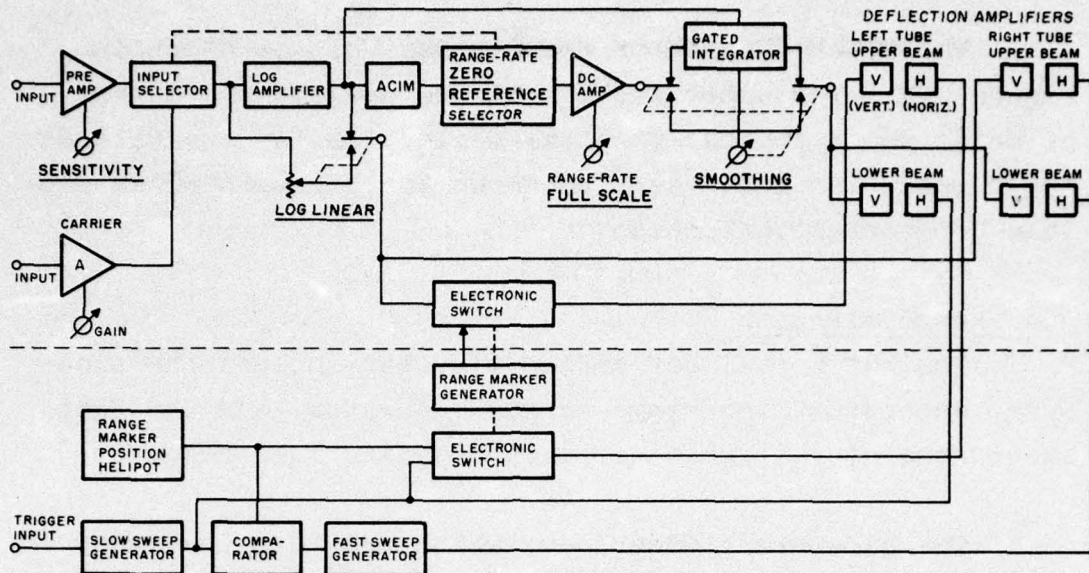 DEFLECTION AMPLIFIERS
LEFT TUBE
UPPER BEAM
RIGHT TUBE
UPPER BEAM
INPUT
PRE
AMP
INPUT
SELECTOR
LOG
AMPLIFIER
ACIM
RANGE-RATE
ZERO
REFERENCE
SELECTOR
DC
AMP
GATED
INTEGRATOR
V
H
V
H
(VERT) (HORIZ.)
SENSITIVITY
LOG LINEAR
RANGE-RATE
FULL SCALE
SMOOTHING
LOWER BEAM
LOWER BEAM
V
H
V
H
CARRIER
INPUT
A
GAIN
ELECTRONIC
SWITCH
RANGE MARKER
GENERATOR
RANGE
MARKER
POSITION
HELIPOT
ELECTRONIC
SWITCH
TRIGGER
INPUT
SLOW SWEEP
GENERATOR
COMPA-
RATOR
FAST SWEEP
GENERATOR